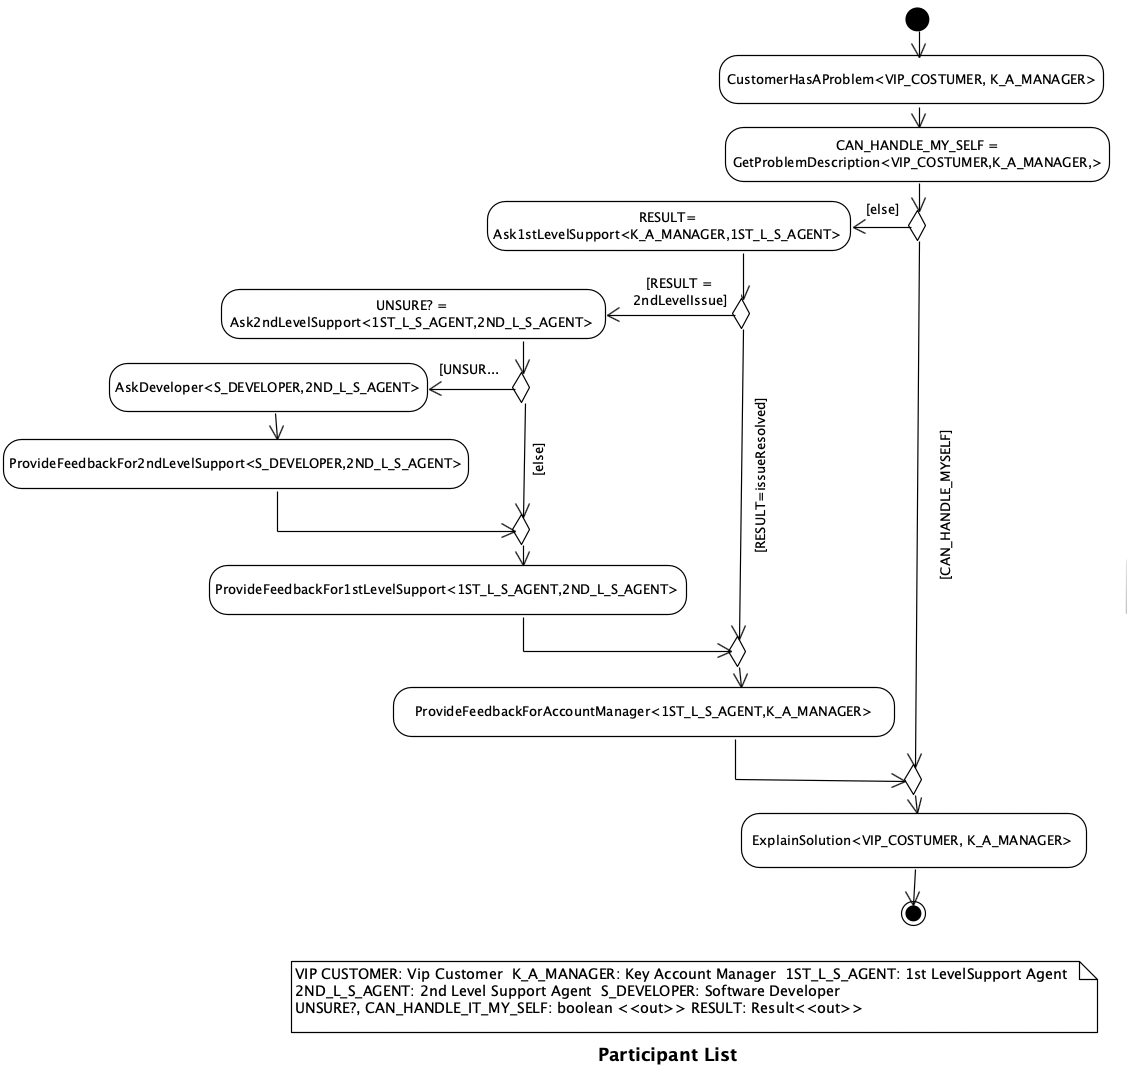 CustomerHasAProblem<VIP_COSTUMER, K_A_MANAGER>
CAN_HANDLE_MY_SELF =
GetProblemDescription<VIP_COSTUMER,K_A_MANAGER,>
[else]
RESULT=
Ask1stLevelSupport<K_A_MANAGER,1ST_L_S_AGENT>
[RESULT =
2ndLevelIssue]
UNSURE? =
Ask2ndLevelSupport<1ST_L_S_AGENT,2ND_L_S_AGENT>
[UNSUR...
AskDeveloper<S_DEVELOPER,2ND_L_S_AGENT>
ProvideFeedbackFor2ndLevelSupport<S_DEVELOPER,2ND_L_S_AGENT>
[else]
[RESULT=issueResolved]
[CAN_HANDLE_MYSELF]
ProvideFeedbackFor1stLevelSupport<1ST_L_S_AGENT,2ND_L_S_AGENT>
ProvideFeedbackForAccountManager<1ST_L_S_AGENT,K_A_MANAGER>
ExplainSolution<VIP_COSTUMER, K_A_MANAGER>
VIP CUSTOMER: Vip Customer  K_A_MANAGER: Key Account Manager  1ST_L_S_AGENT: 1st LevelSupport Agent
2ND_L_S_AGENT: 2nd Level Support Agent  S_DEVELOPER: Software Developer
UNSURE?, CAN_HANDLE_IT_MY_SELF: boolean <<out>> RESULT: Result<<out>>
Participant List